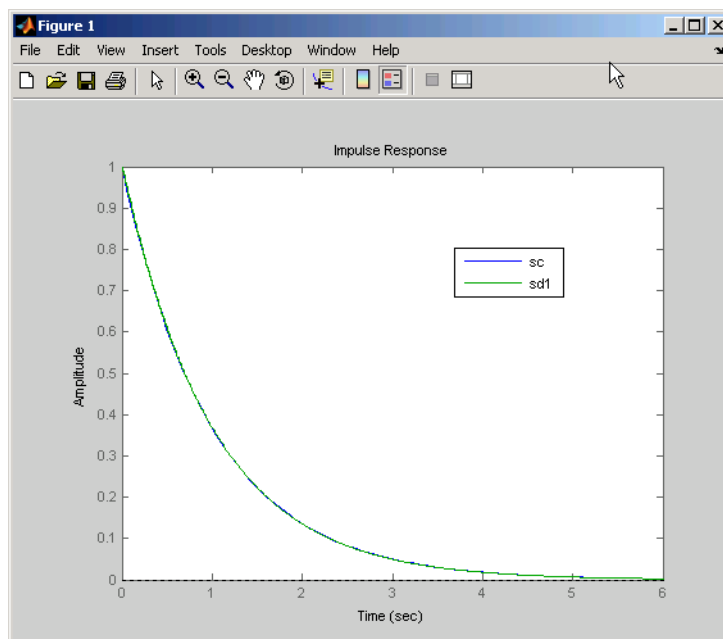 Figure 1
File Edit View Insert Tools Desktop Window Help
Impulse Response
1
0.9
0.8
0.7
0.6
0.5
0.4
0.3
0.2
0.1
0
Amplitude
sc
sd1
0 1 2 3 4 5 6
Time (sec)